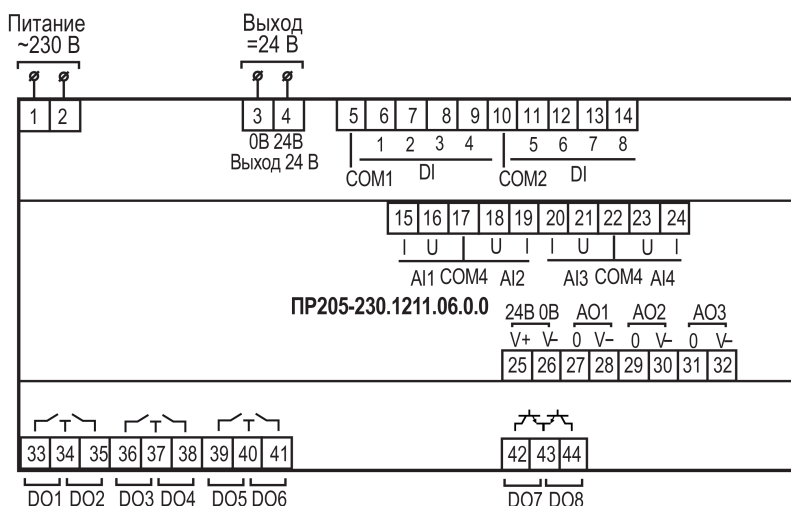 Питание
~230 В
Выход
=24 В
1 2 3 4 5 6 7 8 9 10 11 12 13 14
0В 24В
Выход 24 В
1 2 3 4
5 6 7 8
COM1 DI COM2 DI
15 16 17 18 19 20 21 22 23 24
I U U I I U U I
AI1 COM4 AI2 AI3 COM4 AI4
ПР205-230.1211.06.0.0
24В 0В АО1 АО2 АО3
V+ V– 0 V– 0 V– 0 V–
25 26 27 28 29 30 31 32
33 34 35 36 37 38 39 40 41 42 43 44
DO1 DO2 DO3 DO4 DO5 DO6 DO7 DO8